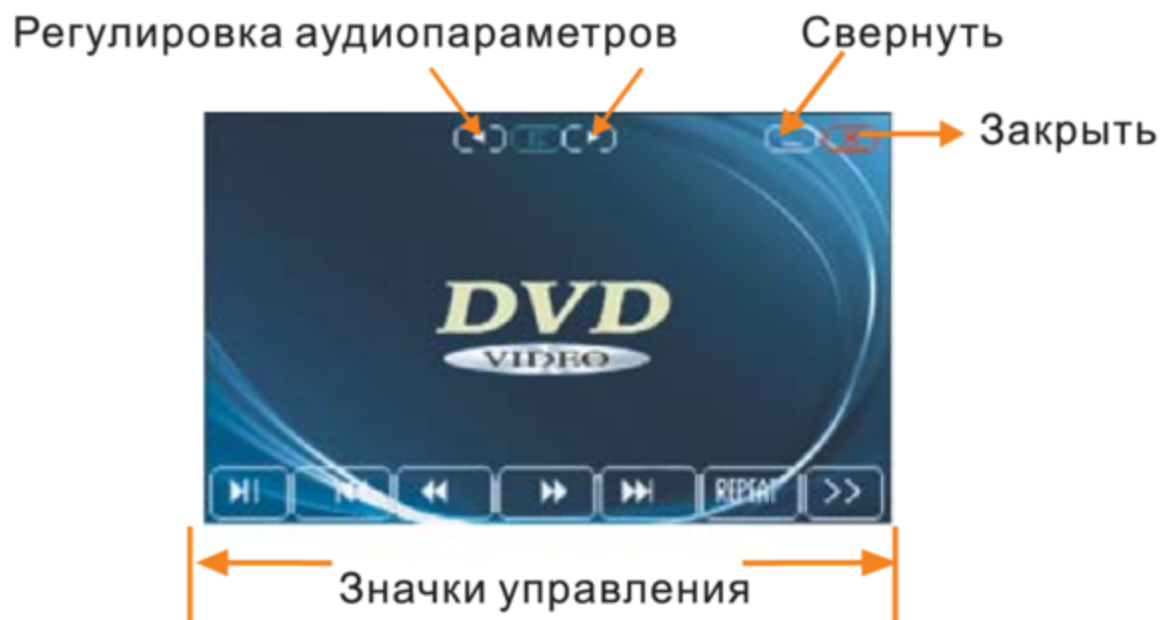 Регулировка аудиопараметров
Свернуть
Закрыть
DVD
VIDEO
REPEAT
>>
Значки управления